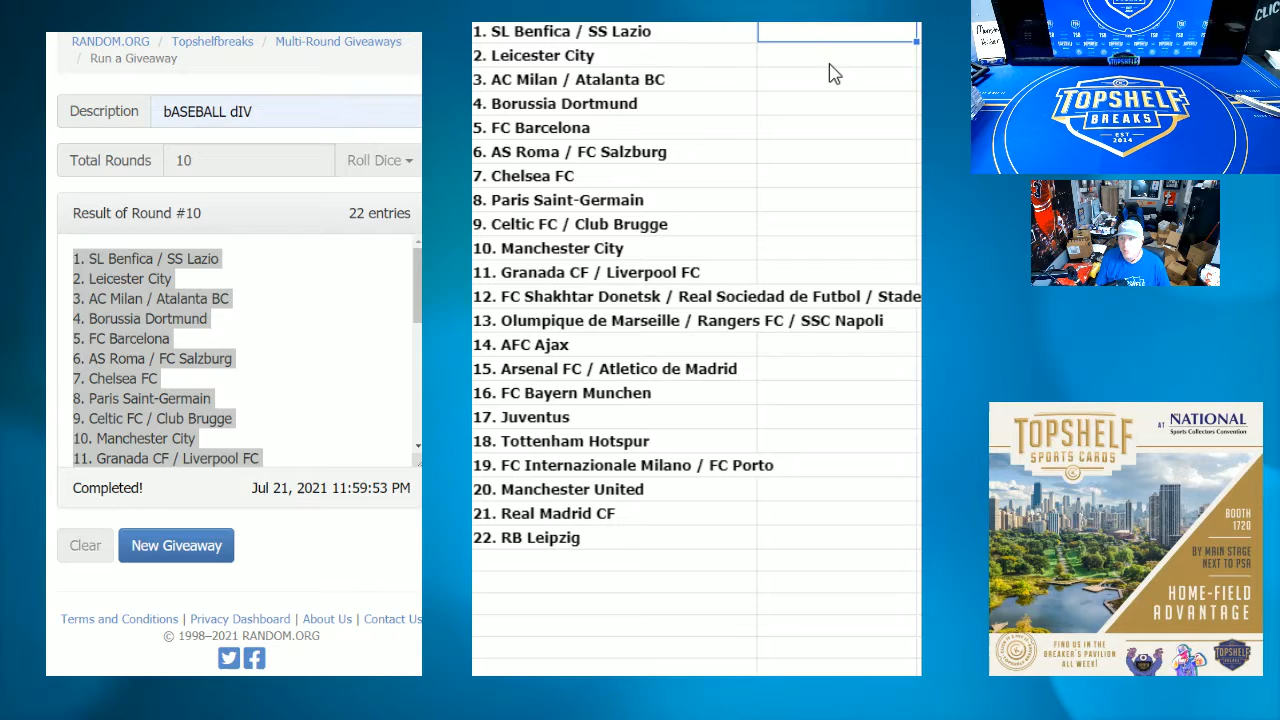 RANDOM.ORG / Topshelfbreaks / Multi-Round Giveaways /
Run a Giveaway
Description bASEBALL dIV
Total Rounds 10 Roll Dice
Result of Round #10 22 entries
1. SL Benfica / SS Lazio
2. Leicester City
3. AC Milan / Atalanta BC
4. Borussia Dortmund
5. FC Barcelona
6. AS Roma / FC Salzburg
7. Chelsea FC
8. Paris Saint-Germain
9. Celtic FC / Club Brugge
10. Manchester City
11. Granada CF / Liverpool FC
Completed! Jul 21, 2021 11:59:53 PM
Clear New Giveaway
Terms and Conditions | Privacy Dashboard | About Us | Contact Us
© 1998–2021 RANDOM.ORG
1. SL Benfica / SS Lazio
2. Leicester City
3. AC Milan / Atalanta BC
4. Borussia Dortmund
5. FC Barcelona
6. AS Roma / FC Salzburg
7. Chelsea FC
8. Paris Saint-Germain
9. Celtic FC / Club Brugge
10. Manchester City
11. Granada CF / Liverpool FC
12. FC Shakhtar Donetsk / Real Sociedad de Futbol / Stade
13. Olumpique de Marseille / Rangers FC / SSC Napoli
14. AFC Ajax
15. Arsenal FC / Atletico de Madrid
16. FC Bayern Munchen
17. Juventus
18. Tottenham Hotspur
19. FC Internazionale Milano / FC Porto
20. Manchester United
21. Real Madrid CF
22. RB Leipzig
TOPSHELF
BREAKS
EST
2014
TOPSHELF
SPORTS CARDS
AT NATIONAL
Sports Collectors Convention
BOOTH
1720
BY MAIN STAGE
NEXT TO PSA
HOME-FIELD
ADVANTAGE
FIND US IN THE
BREAKER'S PAVILION
ALL WEEK!